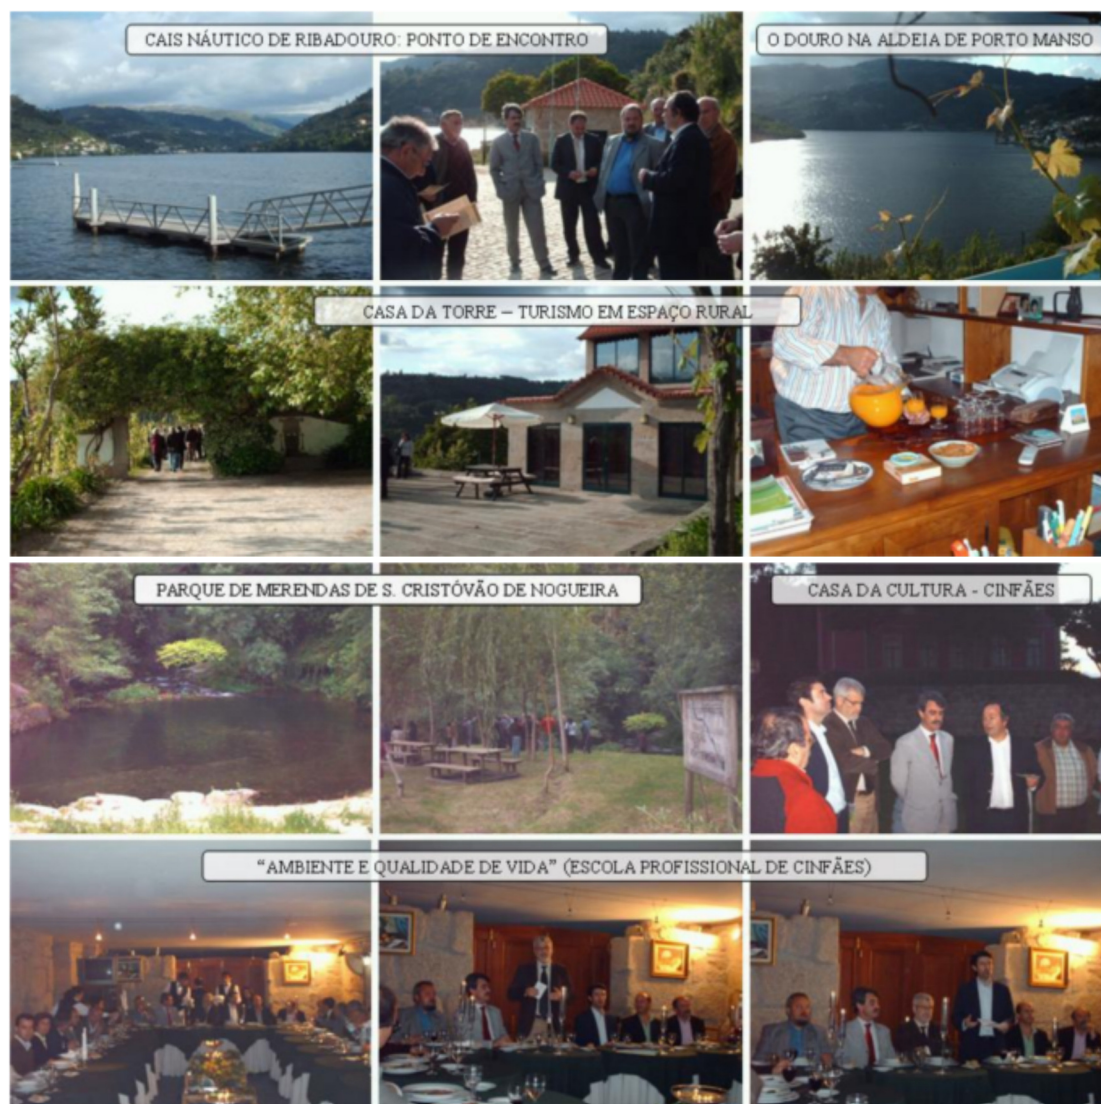 CAIS NÁUTICO DE RIBADOURO: PONTO DE ENCONTRO
O DOURO NA ALDEIA DE PORTO MANSO
CASA DA TORRE – TURISMO EM ESPAÇO RURAL
PARQUE DE MERENDAS DE S. CRISTÓVÃO DE NOGUEIRA
CASA DA CULTURA - CINFÃES
“AMBIENTE E QUALIDADE DE VIDA” (ESCOLA PROFISSIONAL DE CINFÃES)